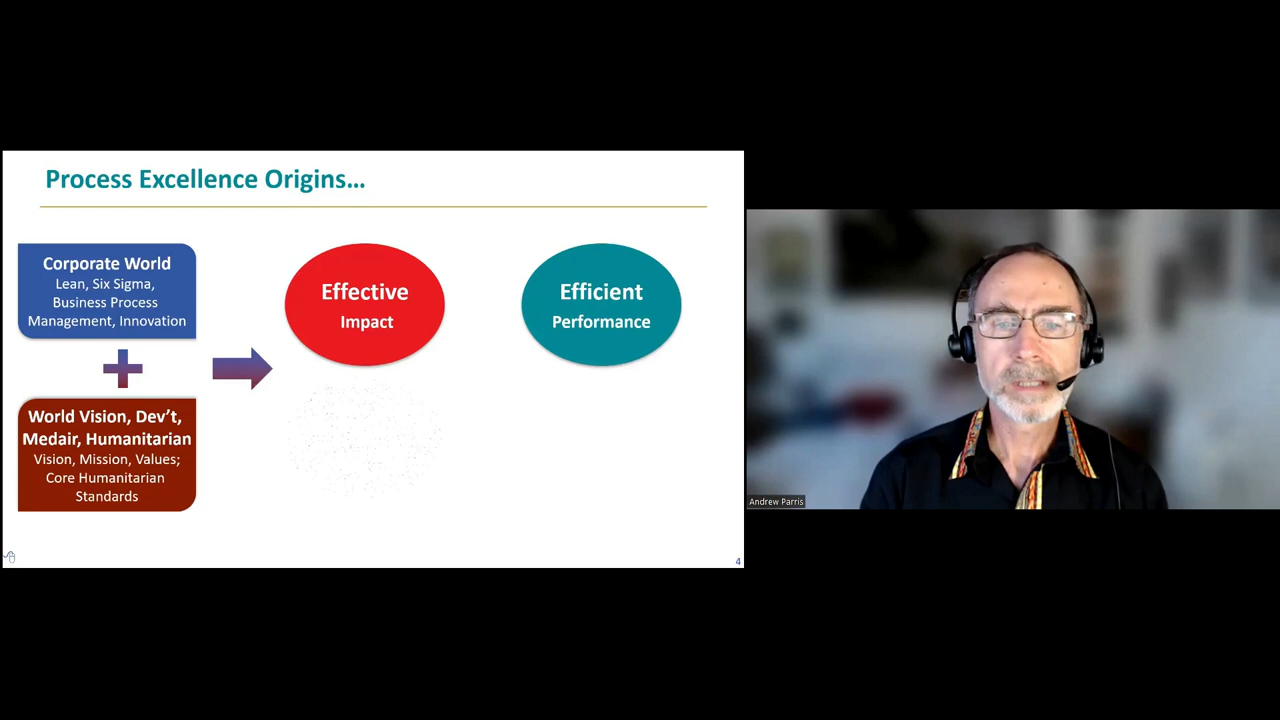 Process Excellence Origins…
Corporate World
Lean, Six Sigma,
Business Process
Management, Innovation
World Vision, Dev’t,
Medair, Humanitarian
Vision, Mission, Values;
Core Humanitarian
Standards
Effective
Impact
Efficient
Performance
4
Andrew Parris